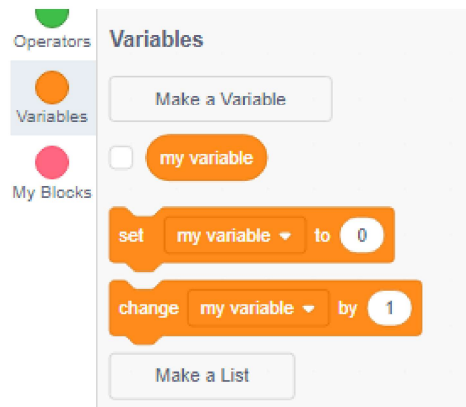 Operators
Variables
My Blocks
Variables
Make a Variable
my variable
set my variable to 0
change my variable by 1
Make a List